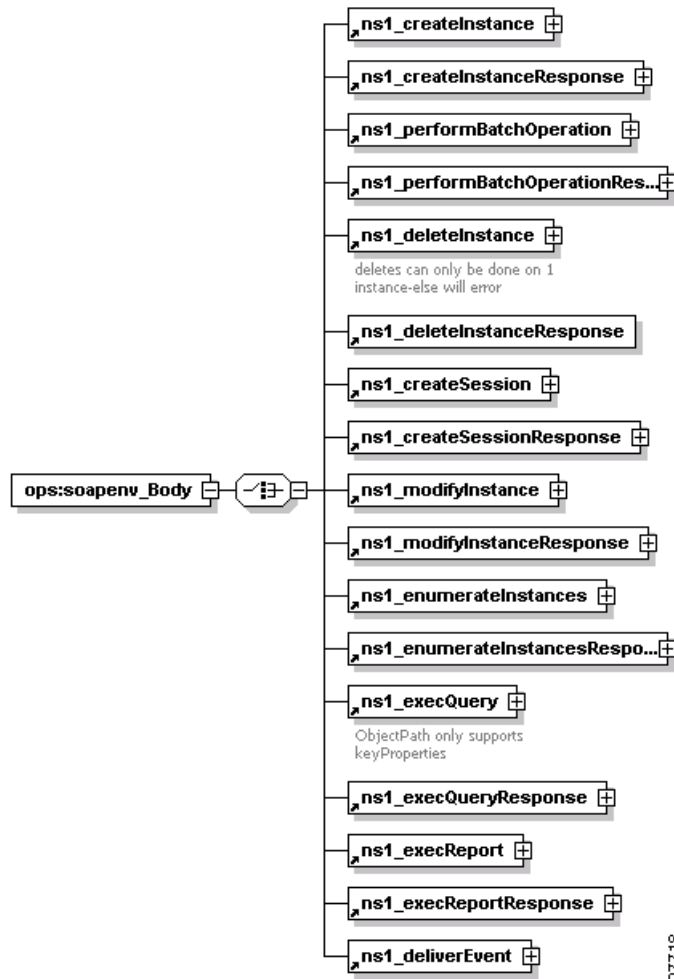 ns1_createInstance
ns1_createInstanceResponse
ns1_performBatchOperation
ns1_performBatchOperationRes...
ns1_deleteInstance
deletes can only be done on 1
instance-else will error
ns1_deleteInstanceResponse
ns1_createSession
ns1_createSessionResponse
ops:soapenv_Body
ns1_modifyInstance
ns1_modifyInstanceResponse
ns1_enumerateInstances
ns1_enumerateInstancesRespo...
ns1_execQuery
ObjectPath only supports
keyProperties
ns1_execQueryResponse
ns1_execReport
ns1_execReportResponse
ns1_deliverEvent